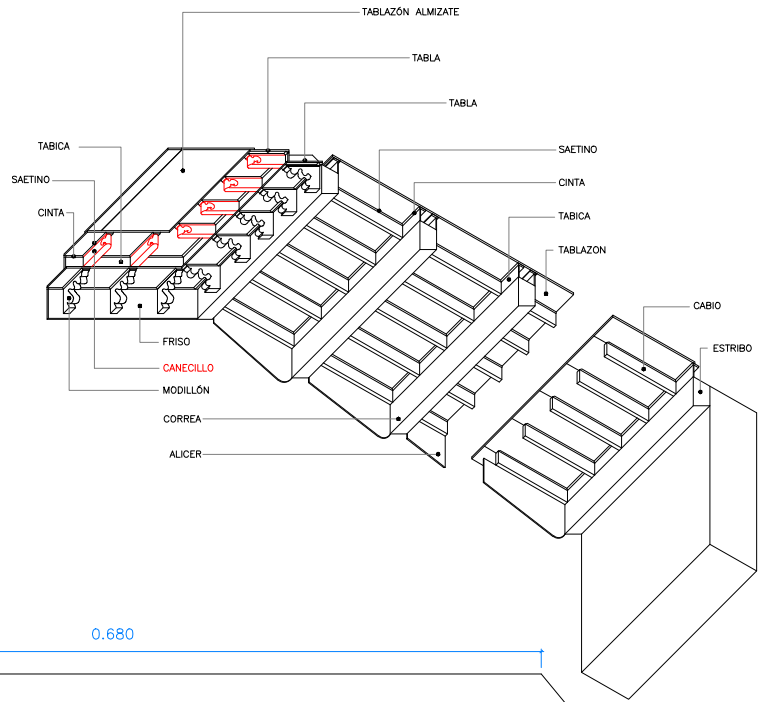 TABLAZÓN ALMIZATE
TABLA
TABLA
TABICA
SAETINO
SAETINO
CINTA
CINTA
TABICA
TABLAZON
CABIO
ESTRIBO
FRISO
CANECILLO
MODILLÓN
CORREA
ALICER
0.680